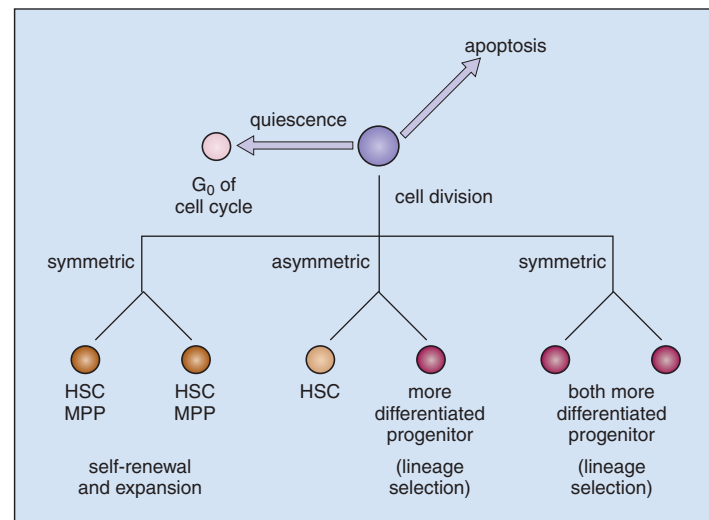 apoptosis
quiescence
G₀ of
cell cycle
cell division
symmetric
asymmetric
symmetric
HSC
MPP
HSC
MPP
HSC
more
differentiated
progenitor
both more
differentiated
progenitor
self-renewal
and expansion
(lineage
selection)
(lineage
selection)